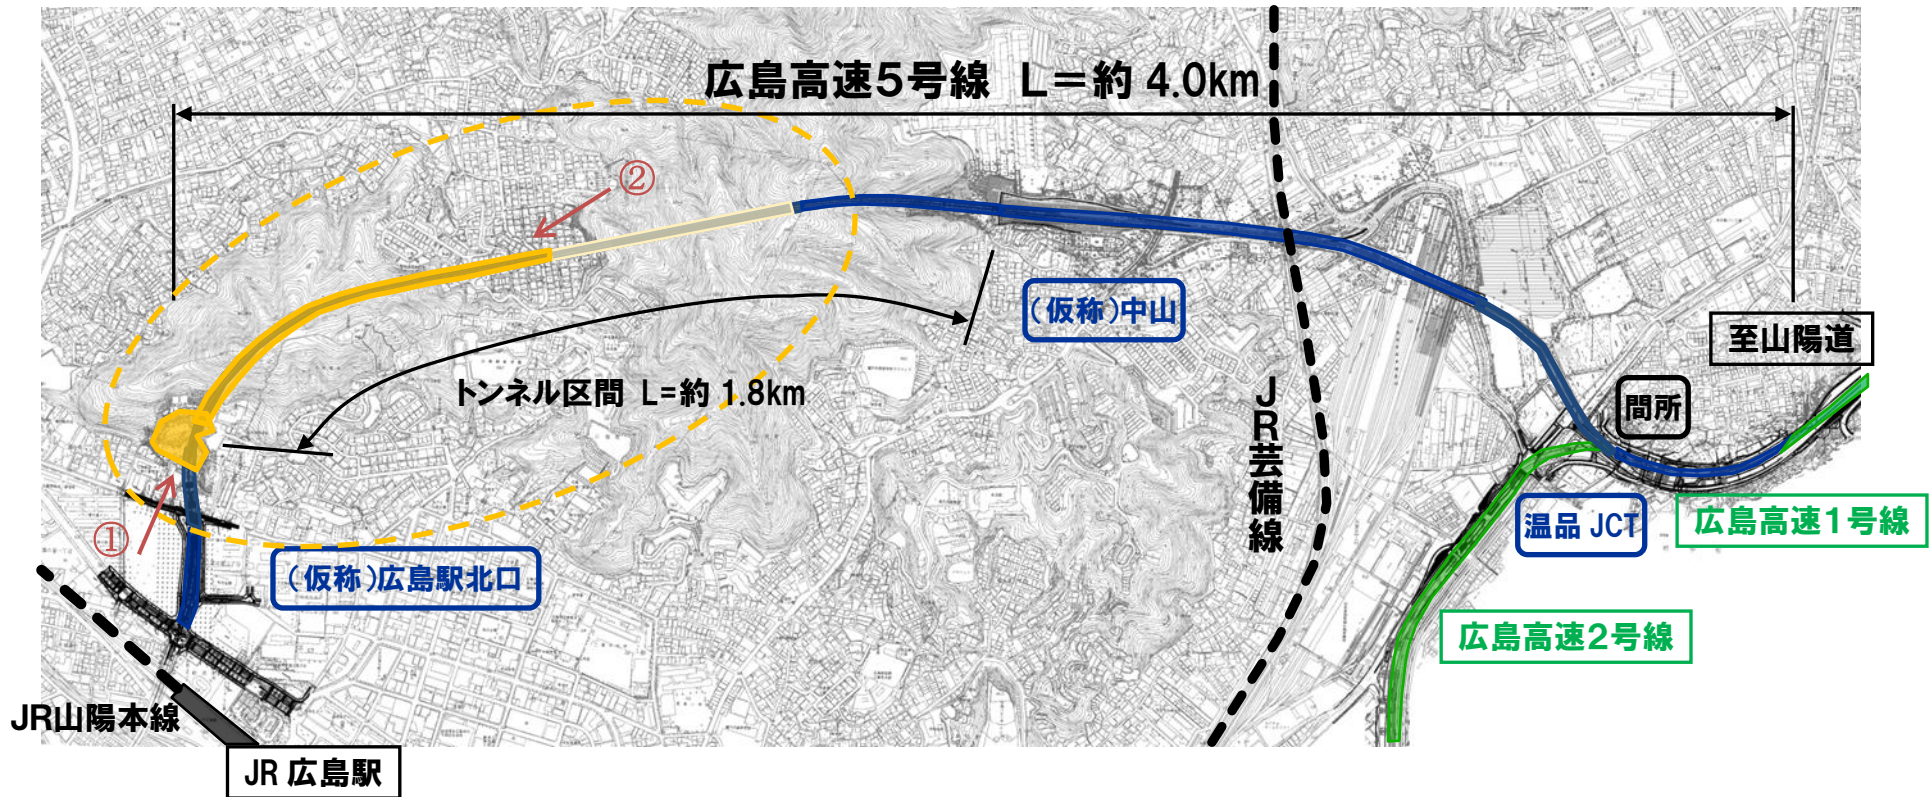 広島高速5号線 L＝約 4.0km
②
(仮称)中山
至山陽道
トンネル区間 L=約 1.8km
JR芸備線
間所
①
温品 JCT
広島高速1号線
(仮称)広島駅北口
広島高速2号線
JR山陽本線
JR 広島駅